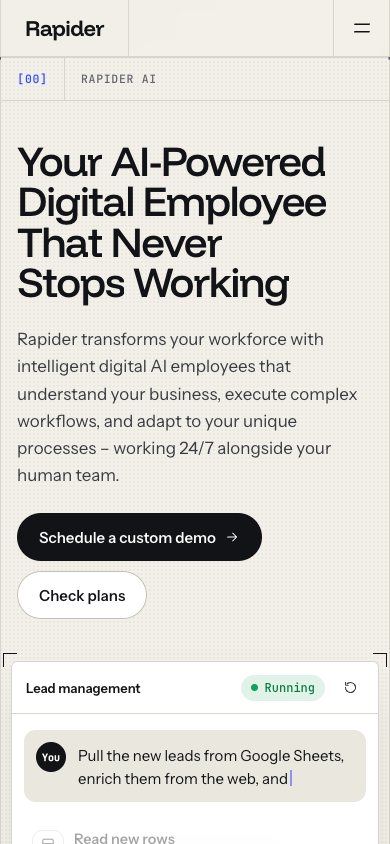 Rapider
[00]
RAPIDER AI
Your AI-Powered
Digital Employee
That Never
Stops Working
Rapider transforms your workforce with
intelligent digital AI employees that
understand your business, execute complex
workflows, and adapt to your unique
processes – working 24/7 alongside your
human team.
Schedule a custom demo →
Check plans
Lead management
Running
You
Pull the new leads from Google Sheets,
enrich them from the web, and
Read new rows